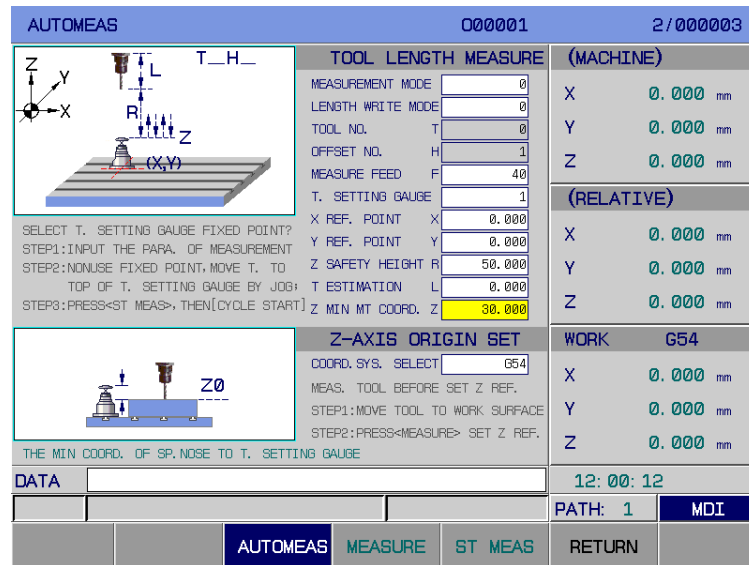 AUTOMEAS O00001 2/000003
T__H__
Z
Y
X
L
R
Z
(X,Y)
SELECT T. SETTING GAUGE FIXED POINT?
STEP1:INPUT THE PARA. OF MEASUREMENT
STEP2:NONUSE FIXED POINT,MOVE T. TO
TOP OF T. SETTING GAUGE BY JOG;
STEP3:PRESS<ST MEAS>,THEN[CYCLE START]
TOOL LENGTH MEASURE
MEASUREMENT MODE 0
LENGTH WRITE MODE 0
TOOL NO. T 0
OFFSET NO. H 1
MEASURE FEED F 40
T. SETTING GAUGE 1
X REF. POINT X 0.000
Y REF. POINT Y 0.000
Z SAFETY HEIGHT R 50.000
T ESTIMATION L 0.000
Z MIN MT COORD. Z 30.000
Z0
Z-AXIS ORIGIN SET
COORD.SYS. SELECT G54
MEAS. TOOL BEFORE SET Z REF.
STEP1:MOVE TOOL TO WORK SURFACE
STEP2:PRESS<MEASURE> SET Z REF.
THE MIN COORD. OF SP.NOSE TO T. SETTING GAUGE
(MACHINE)
X 0.000 mm
Y 0.000 mm
Z 0.000 mm
(RELATIVE)
X 0.000 mm
Y 0.000 mm
Z 0.000 mm
WORK G54
X 0.000 mm
Y 0.000 mm
Z 0.000 mm
DATA
12:00:12
PATH: 1 MDI
AUTOMEAS MEASURE ST MEAS RETURN